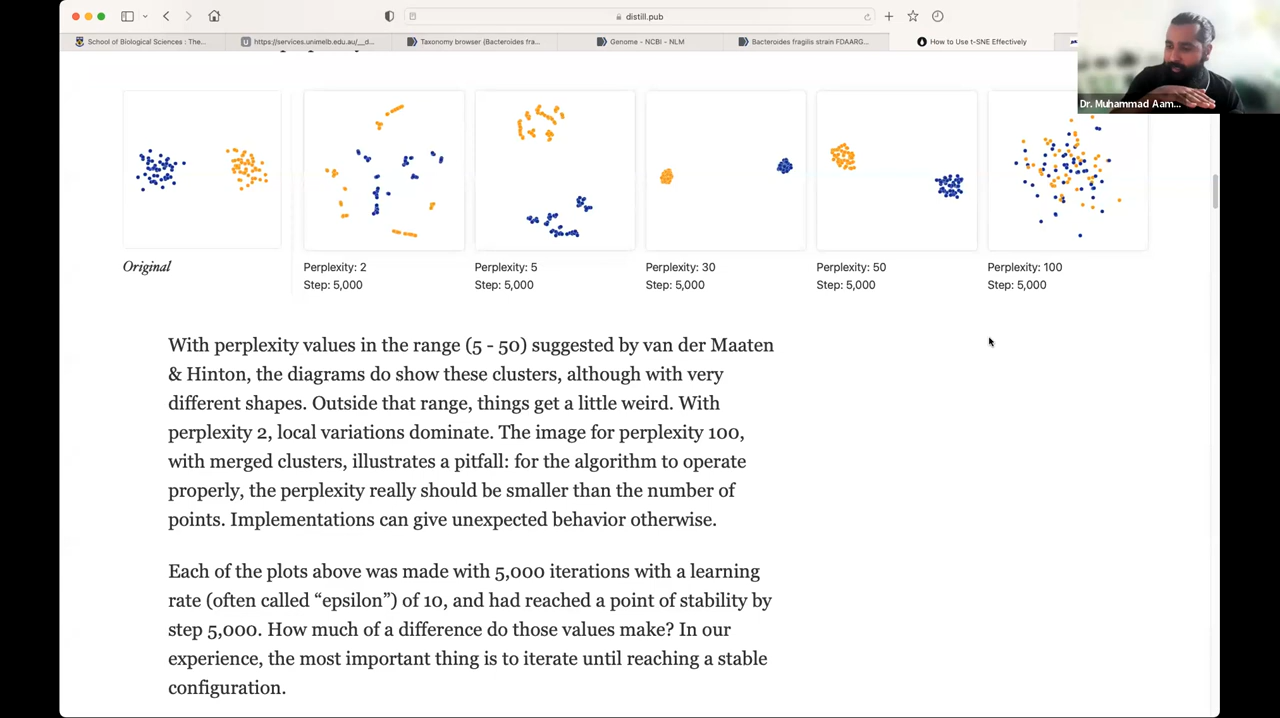 distill.pub
School of Biological Sciences : The...
https://services.unimelb.edu.au/__d...
Taxonomy browser (Bacteroides fra...
Genome - NCBI - NLM
Bacteroides fragilis strain FDAARG...
How to Use t-SNE Effectively
Dr. Muhammad Aam...
Original
Perplexity: 2
Step: 5,000
Perplexity: 5
Step: 5,000
Perplexity: 30
Step: 5,000
Perplexity: 50
Step: 5,000
Perplexity: 100
Step: 5,000
With perplexity values in the range (5 - 50) suggested by van der Maaten
& Hinton, the diagrams do show these clusters, although with very
different shapes. Outside that range, things get a little weird. With
perplexity 2, local variations dominate. The image for perplexity 100,
with merged clusters, illustrates a pitfall: for the algorithm to operate
properly, the perplexity really should be smaller than the number of
points. Implementations can give unexpected behavior otherwise.
Each of the plots above was made with 5,000 iterations with a learning
rate (often called “epsilon”) of 10, and had reached a point of stability by
step 5,000. How much of a difference do those values make? In our
experience, the most important thing is to iterate until reaching a stable
configuration.